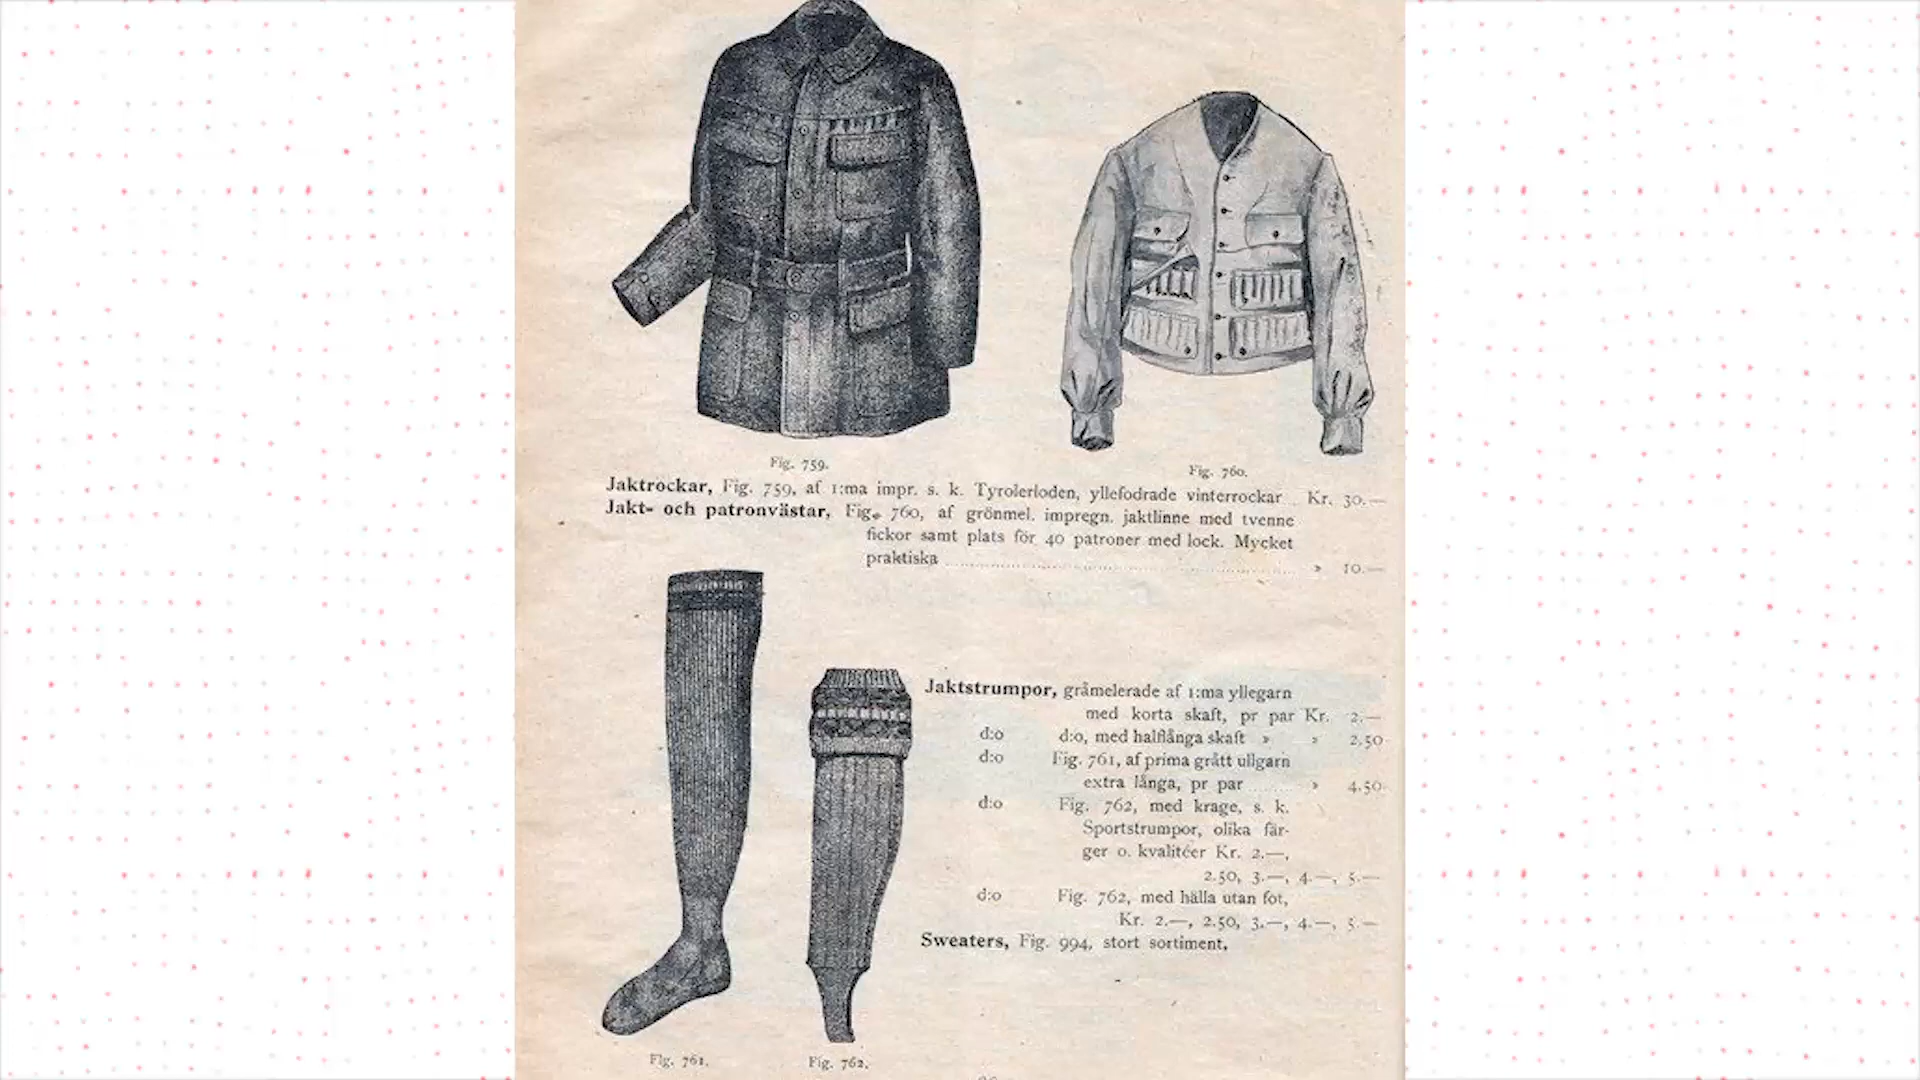 Fig. 759.
Fig. 760.
Jaktrockar, Fig. 759, af 1:ma impr. s. k. Tyrolerloden, yllefodrade vinterrockar Kr. 30.—
Jakt- och patronvästar, Fig. 760, af grönmel. impregn. jaktlinne med tvenne
fickor samt plats för 40 patroner med lock. Mycket
praktiska » 10.—
Jaktstrumpor, gråmelerade af 1:ma yllegarn
med korta skaft, pr par Kr. 2.—
d:o d:o, med halflånga skaft » » 2.50
d:o Fig. 761, af prima grått ullgarn
extra långa, pr par » 4.50
d:o Fig. 762, med krage, s. k.
Sportstrumpor, olika fär-
ger o. kvalitéer Kr. 2.—,
2.50, 3.—, 4.—, 5.—
d:o Fig. 762, med hälla utan fot,
Kr. 2.—, 2.50, 3.—, 4.—, 5.—
Sweaters, Fig. 994, stort sortiment.
Fig. 761.
Fig. 762.